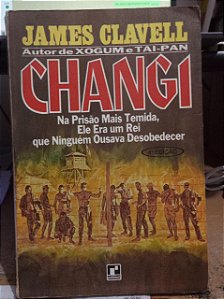 JAMES CLAVELL
Autor de XOGUM e TAI-PAN
CHANGI
Na Prisão Mais Temida,
Ele Era um Rei
que Ninguém Ousava Desobedecer